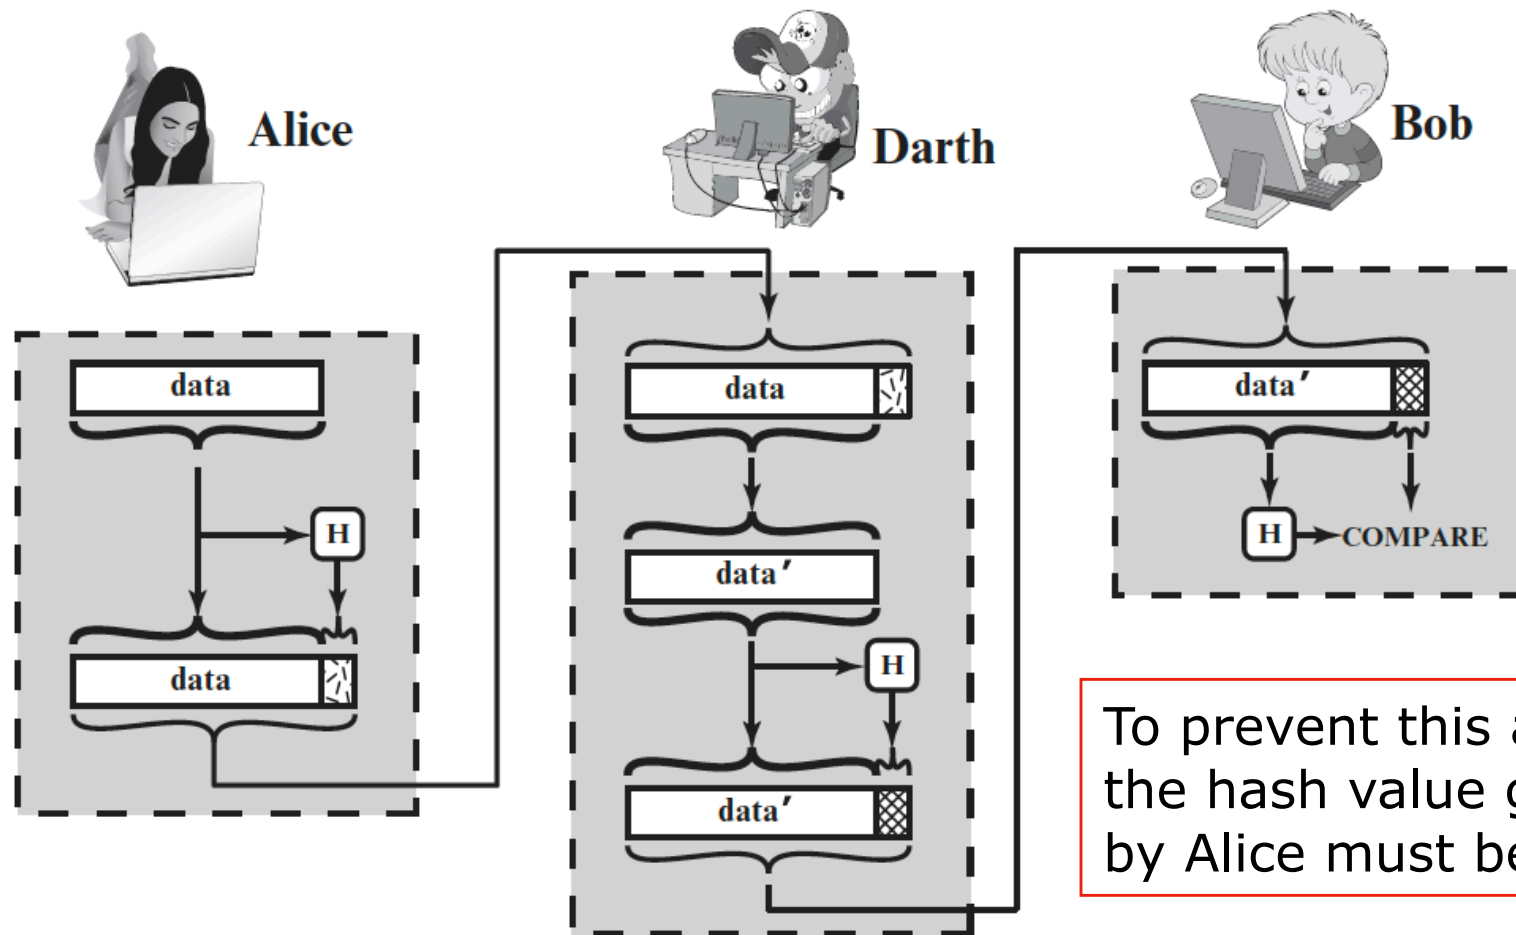 Alice
Darth
Bob
data
H
data
data
data′
H
data′
data′
H
COMPARE
To prevent this a
the hash value g
by Alice must be